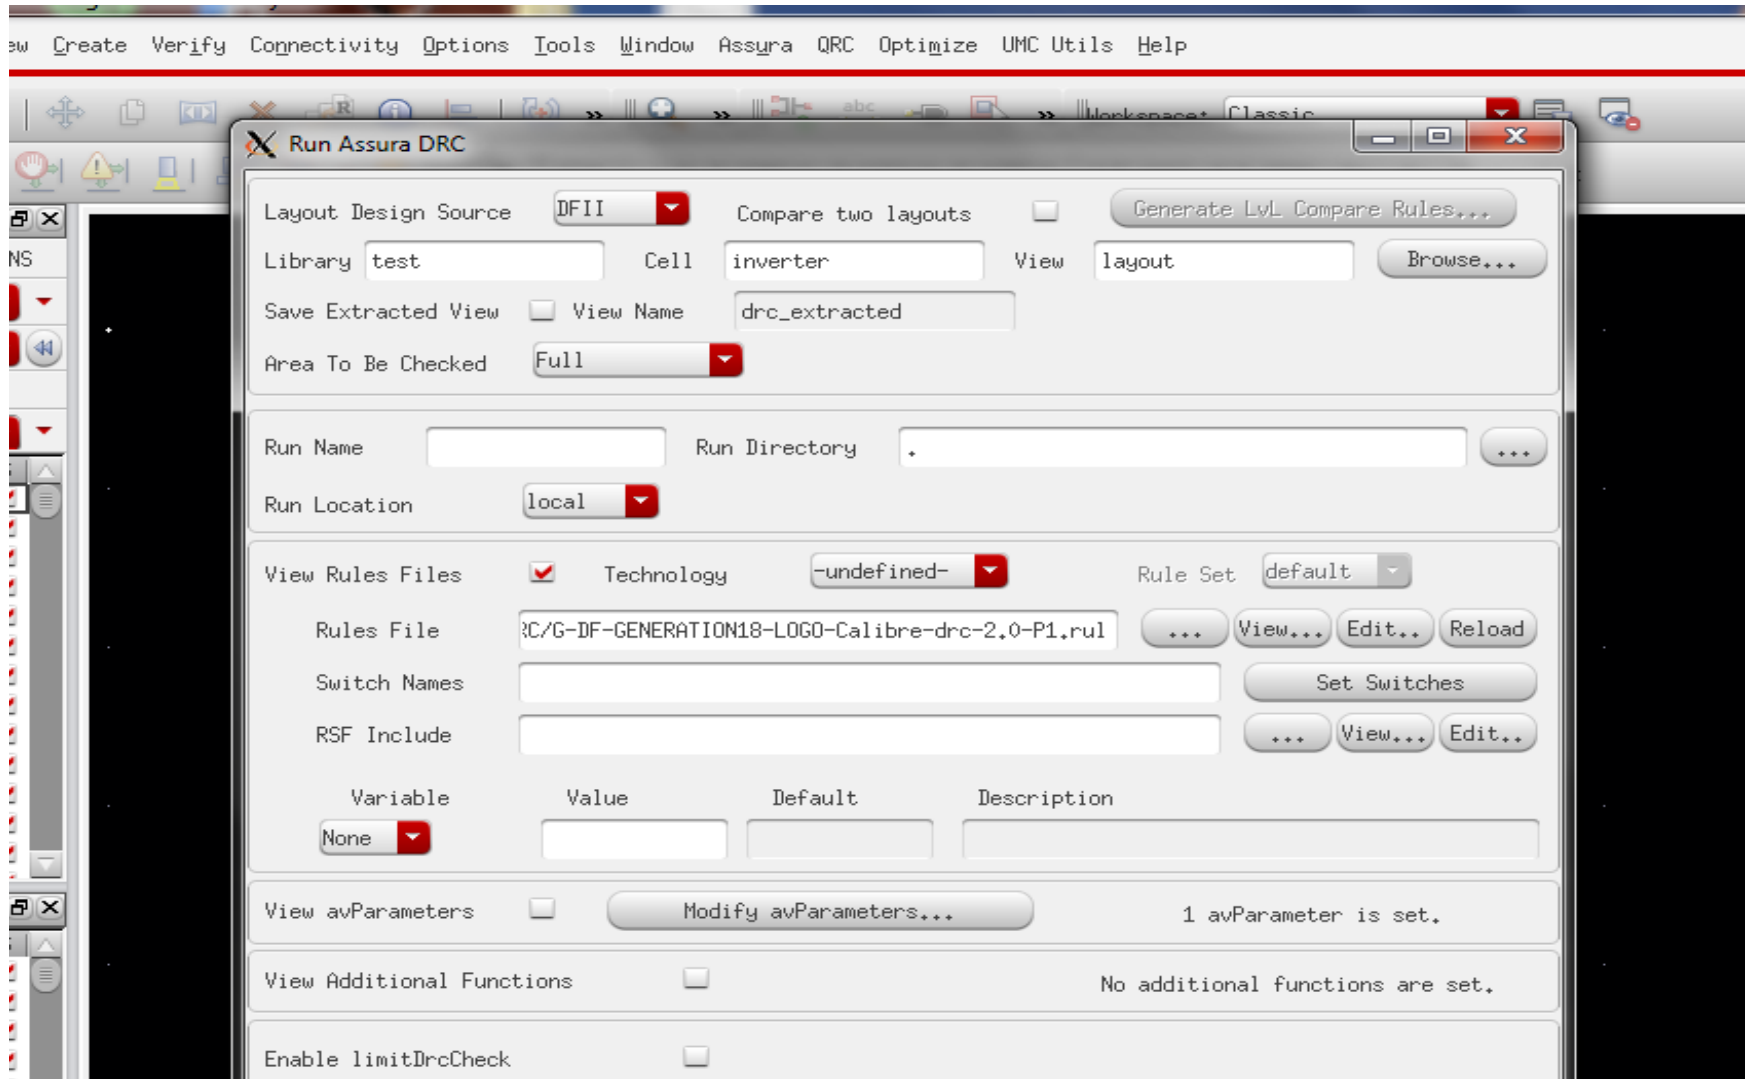 Create Verify Connectivity Options Tools Window Assura QRC Optimize UMC Utils Help
Workspace: Classic
Run Assura DRC
Layout Design Source DFII Compare two layouts Generate LvL Compare Rules...
Library test Cell inverter View layout Browse...
Save Extracted View View Name drc_extracted
Area To Be Checked Full
Run Name Run Directory . ...
Run Location local
View Rules Files Technology -undefined- Rule Set default
Rules File RC/G-DF-GENERATION18-LOGO-Calibre-drc-2.0-P1.rul ... View... Edit.. Reload
Switch Names Set Switches
RSF Include ... View... Edit..
Variable Value Default Description
None
View avParameters Modify avParameters... 1 avParameter is set.
View Additional Functions No additional functions are set.
Enable limitDrcCheck